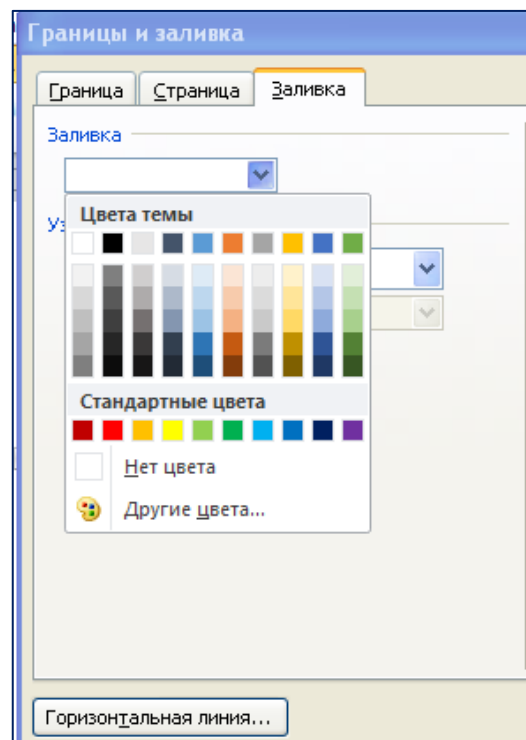 Границы и заливка
Граница Страница Заливка
Заливка
Цвета темы
Стандартные цвета
Нет цвета
Другие цвета...
Горизонтальная линия...